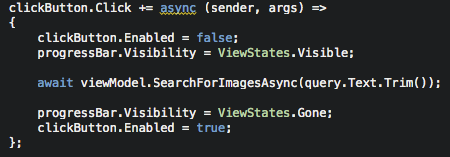 clickButton.Click += async (sender, args) =>
{
    clickButton.Enabled = false;
    progressBar.Visibility = ViewStates.Visible;

    await viewModel.SearchForImagesAsync(query.Text.Trim());

    progressBar.Visibility = ViewStates.Gone;
    clickButton.Enabled = true;
};